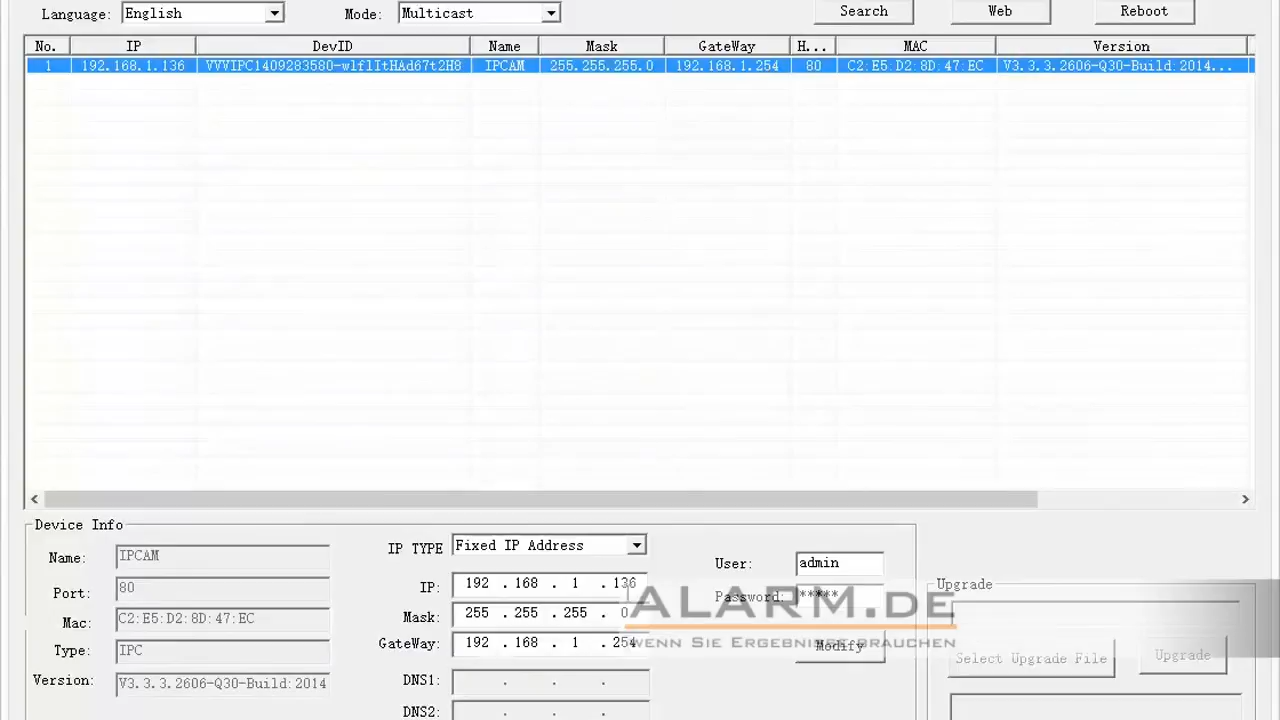 Language: English Mode: Multicast Search Web Reboot
No. IP DevID Name Mask GateWay H... MAC Version
1 192.168.1.136 VVVIPC1409283580-wlflItHAd67t2H8 IPCAM 255.255.255.0 192.168.1.254 80 C2:E5:D2:8D:47:EC V3.3.3.2606-Q30-Build:2014...
Device Info
Name: IPCAM
Port: 80
Mac: C2:E5:D2:8D:47:EC
Type: IPC
Version: V3.3.3.2606-Q30-Build:2014
IP TYPE Fixed IP Address
IP: 192 . 168 . 1 . 136
Mask: 255 . 255 . 255 . 0
GateWay: 192 . 168 . 1 . 254
DNS1: . . .
DNS2: . . .
User: admin
Password: *****
Modify
Upgrade
Select Upgrade File Upgrade
ALARM.DE
WENN SIE ERGEBNISSE BRAUCHEN